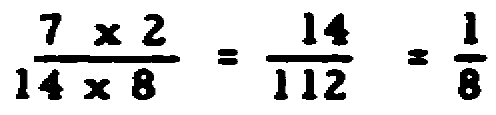 7 x 2 / 14 x 8 = 14 / 112 = 1 / 8